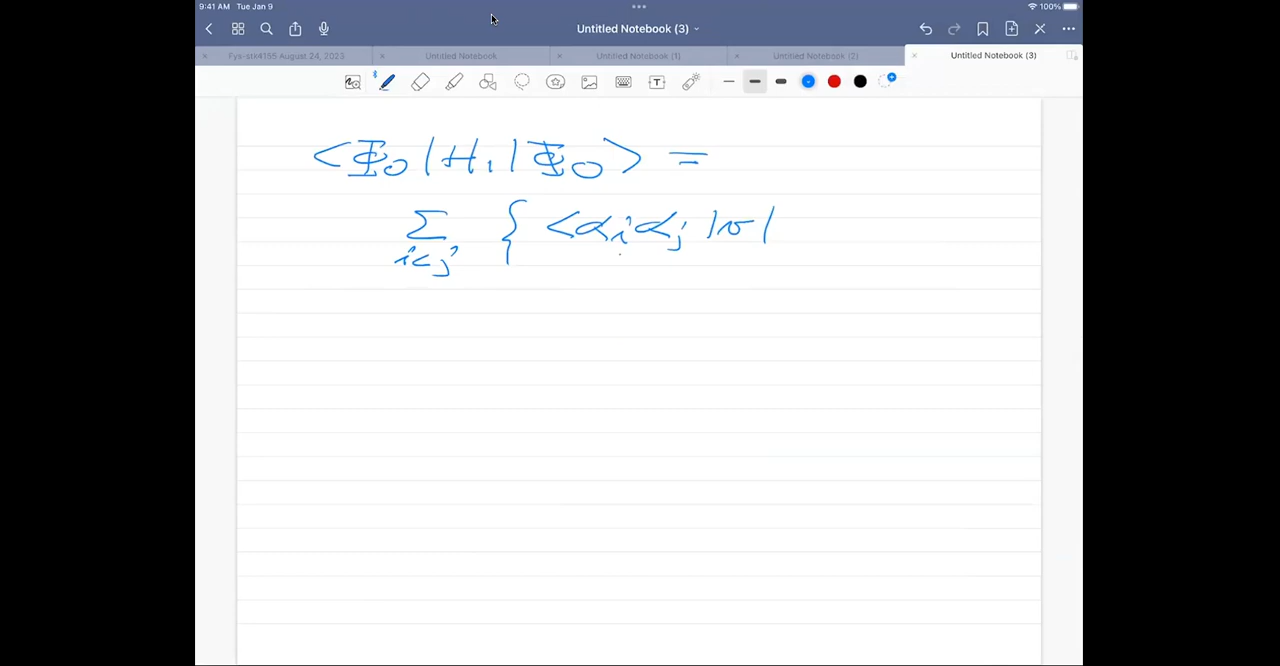 9:41 AM Tue Jan 9
100%
Untitled Notebook (3)
Fys-stk4155 August 24, 2023
Untitled Notebook
Untitled Notebook (1)
Untitled Notebook (2)
Untitled Notebook (3)
T
<Φ₀|H₁|Φ₀> =
Σ i<j { <αᵢαⱼ|v|